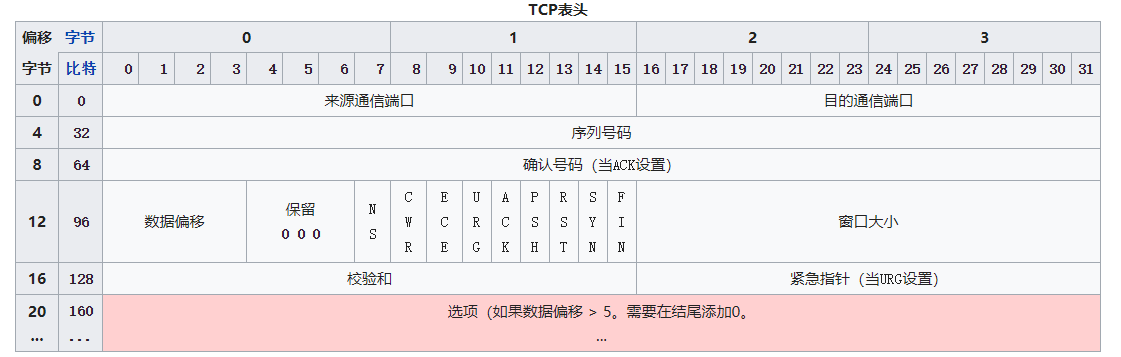 TCP表头
偏移 字节 0 1 2 3
字节 比特 0 1 2 3 4 5 6 7 8 9 10 11 12 13 14 15 16 17 18 19 20 21 22 23 24 25 26 27 28 29 30 31
0 0 来源通信端口 目的通信端口
4 32 序列号码
8 64 确认号码（当ACK设置）
12 96 数据偏移 保留 0 0 0 NS CWR ECE URG ACK PSH RST SYN FIN 窗口大小
16 128 校验和 紧急指针（当URG设置）
20 160 选项（如果数据偏移 > 5。需要在结尾添加0。
... ... ...